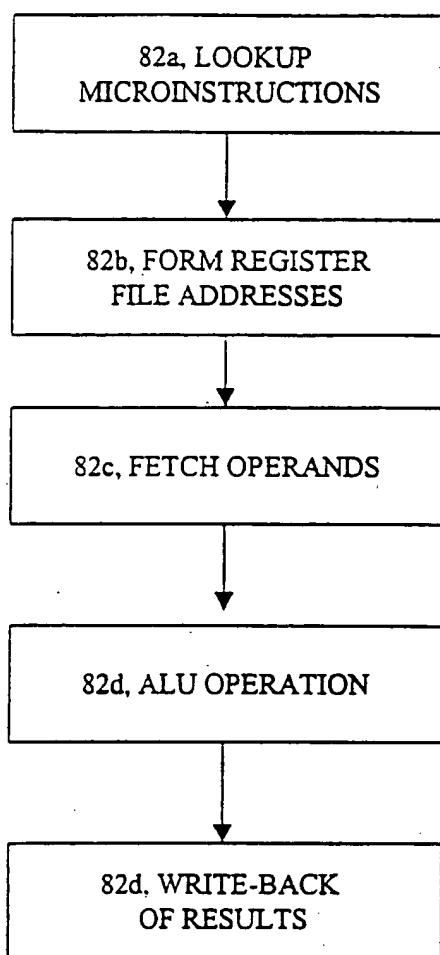 82a, LOOKUP
MICROINSTRUCTIONS
82b, FORM REGISTER
FILE ADDRESSES
82c, FETCH OPERANDS
82d, ALU OPERATION
82d, WRITE-BACK
OF RESULTS